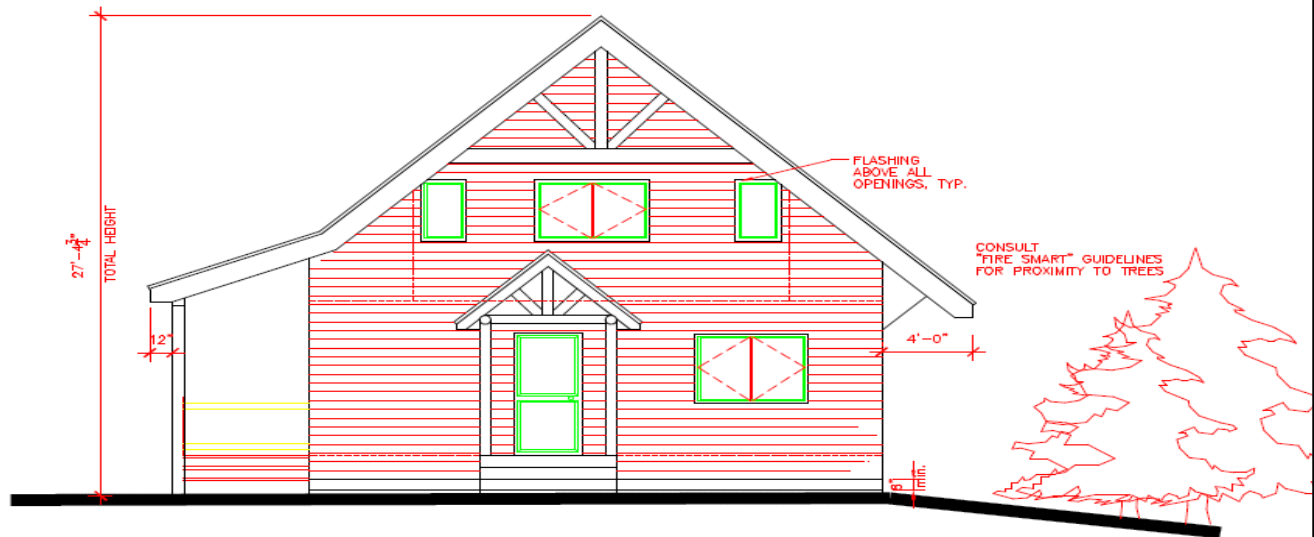 27'-4¾"
TOTAL HEIGHT
FLASHING
ABOVE ALL
OPENINGS, TYP.
CONSULT
"FIRE SMART" GUIDELINES
FOR PROXIMITY TO TREES
12"
4'-0"
8"
min.